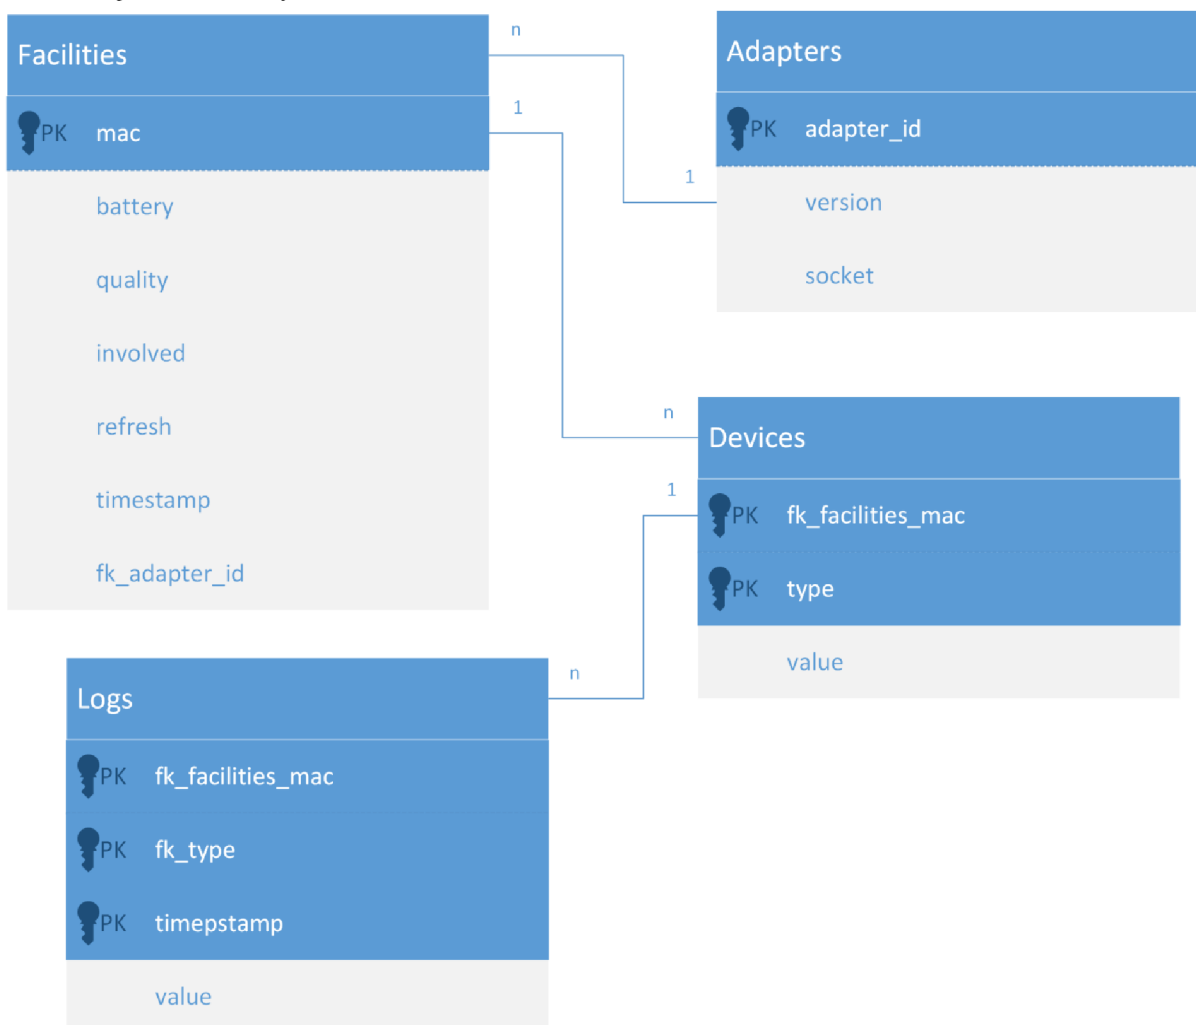 Facilities
PK mac
battery
quality
involved
refresh
timestamp
fk_adapter_id
n
1
1
Adapters
PK adapter_id
version
socket
n
1
Devices
PK fk_facilities_mac
PK type
value
n
Logs
PK fk_facilities_mac
PK fk_type
PK timepstamp
value